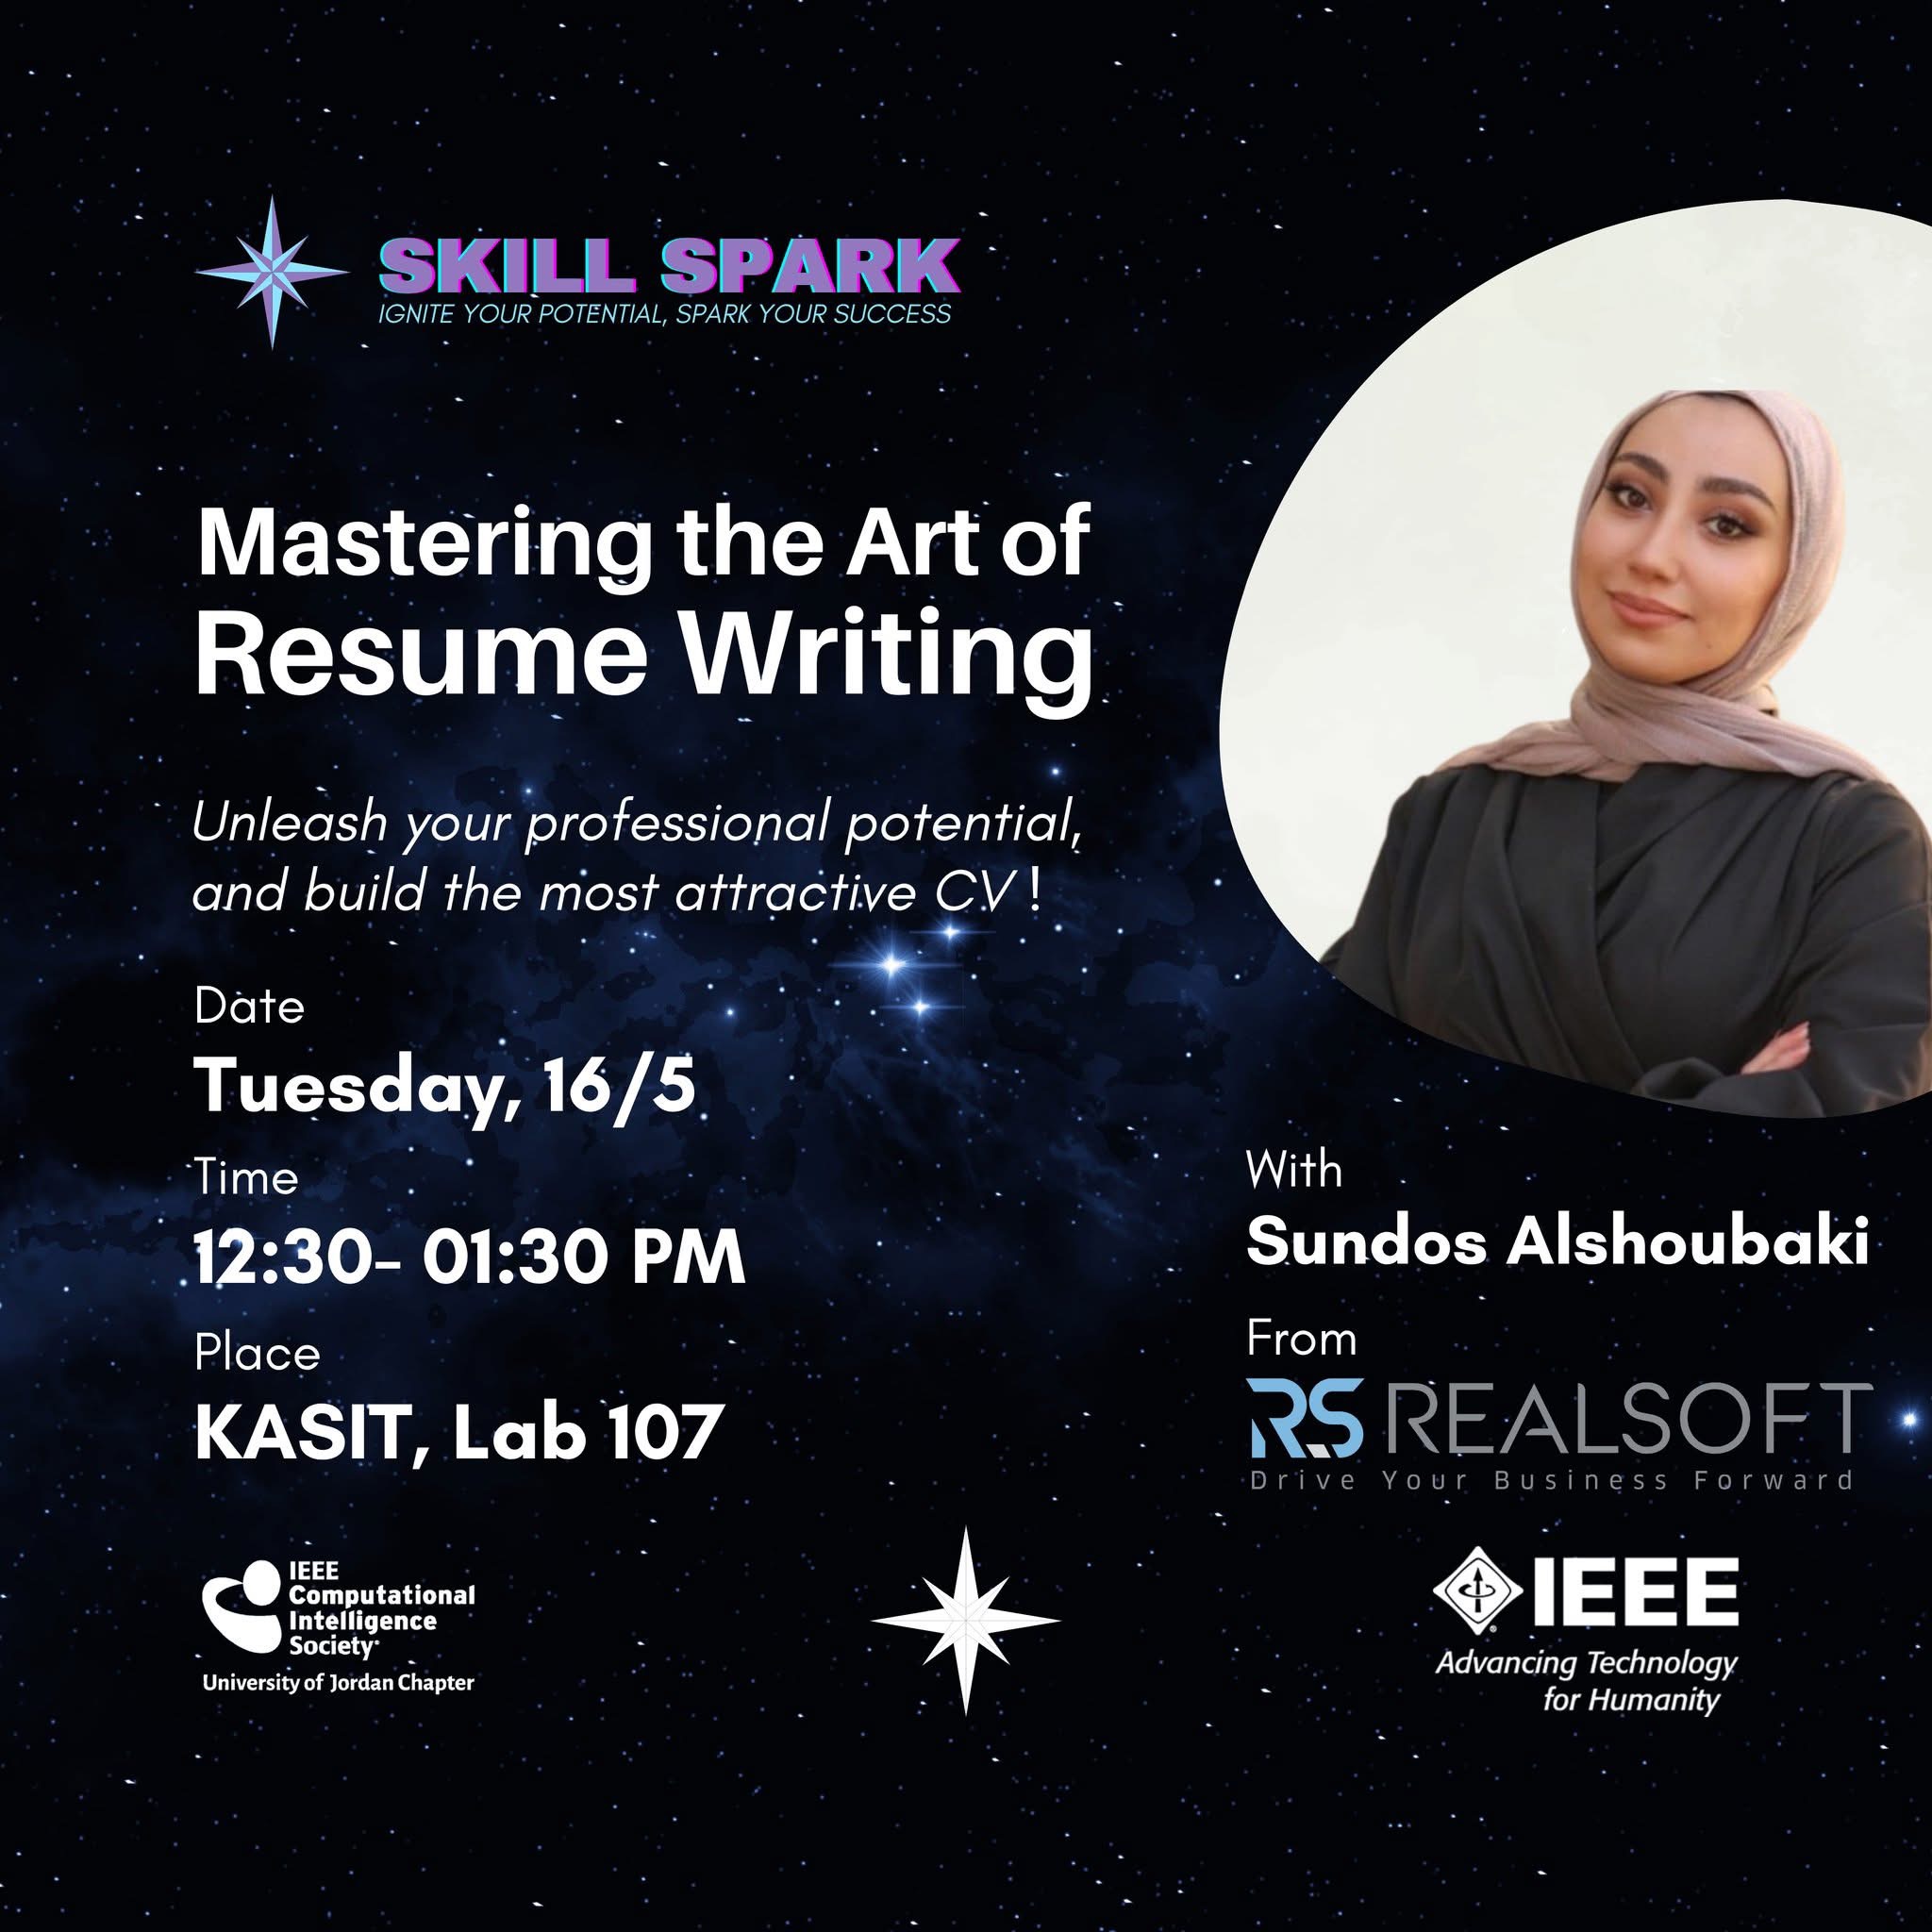 SKILL SPARK
IGNITE YOUR POTENTIAL, SPARK YOUR SUCCESS
Mastering the Art of
Resume Writing
Unleash your professional potential,
and build the most attractive CV !
Date
Tuesday, 16/5
Time
12:30- 01:30 PM
Place
KASIT, Lab 107
With
Sundos Alshoubaki
From
RS REALSOFT
Drive Your Business Forward
IEEE
Computational
Intelligence
Society
University of Jordan Chapter
IEEE
Advancing Technology
for Humanity